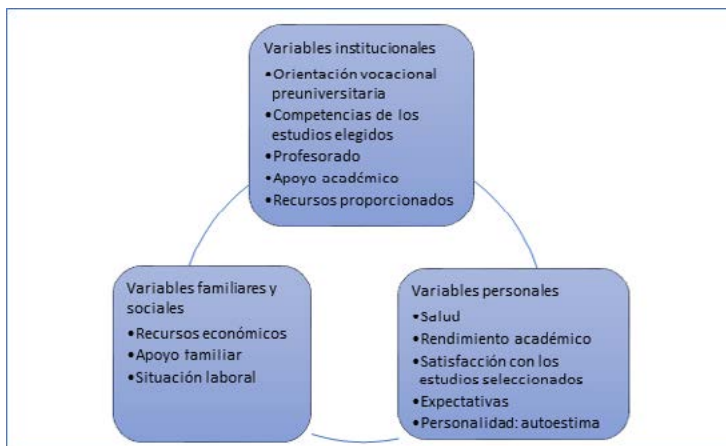 Variables institucionales
•Orientación vocacional
preuniversitaria
•Competencias de los
estudios elegidos
•Profesorado
•Apoyo académico
•Recursos proporcionados
Variables familiares y
sociales
•Recursos económicos
•Apoyo familiar
•Situación laboral
Variables personales
•Salud
•Rendimiento académico
•Satisfacción con los
estudios seleccionados
•Expectativas
•Personalidad: autoestima